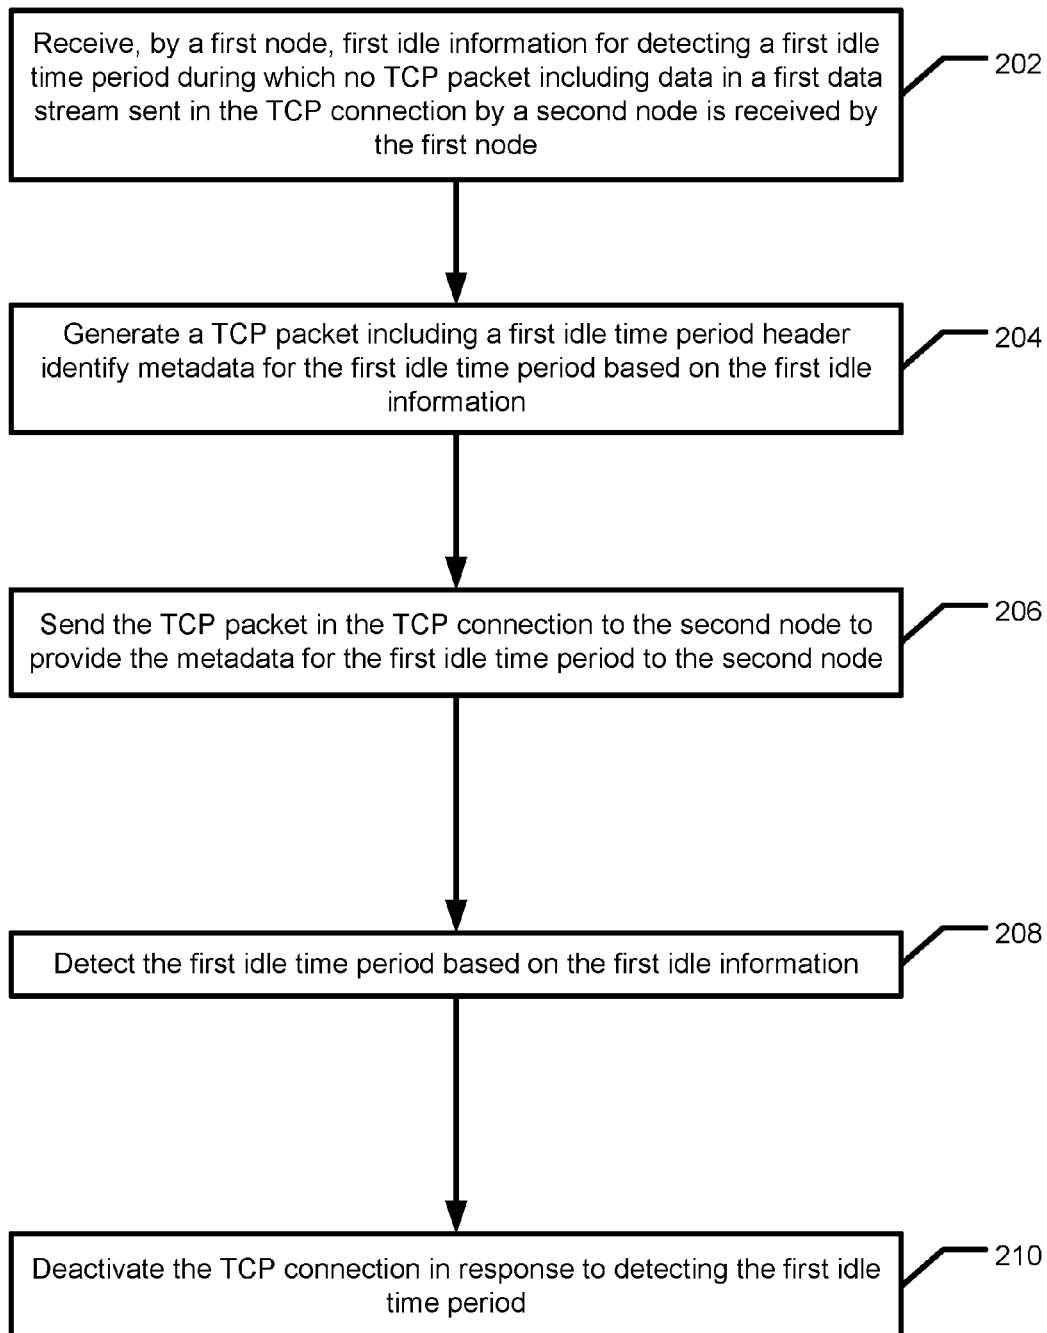 Receive, by a first node, first idle information for detecting a first idle
time period during which no TCP packet including data in a first data
stream sent in the TCP connection by a second node is received by
the first node
202
Generate a TCP packet including a first idle time period header
identify metadata for the first idle time period based on the first idle
information
204
Send the TCP packet in the TCP connection to the second node to
provide the metadata for the first idle time period to the second node
206
Detect the first idle time period based on the first idle information
208
Deactivate the TCP connection in response to detecting the first idle
time period
210